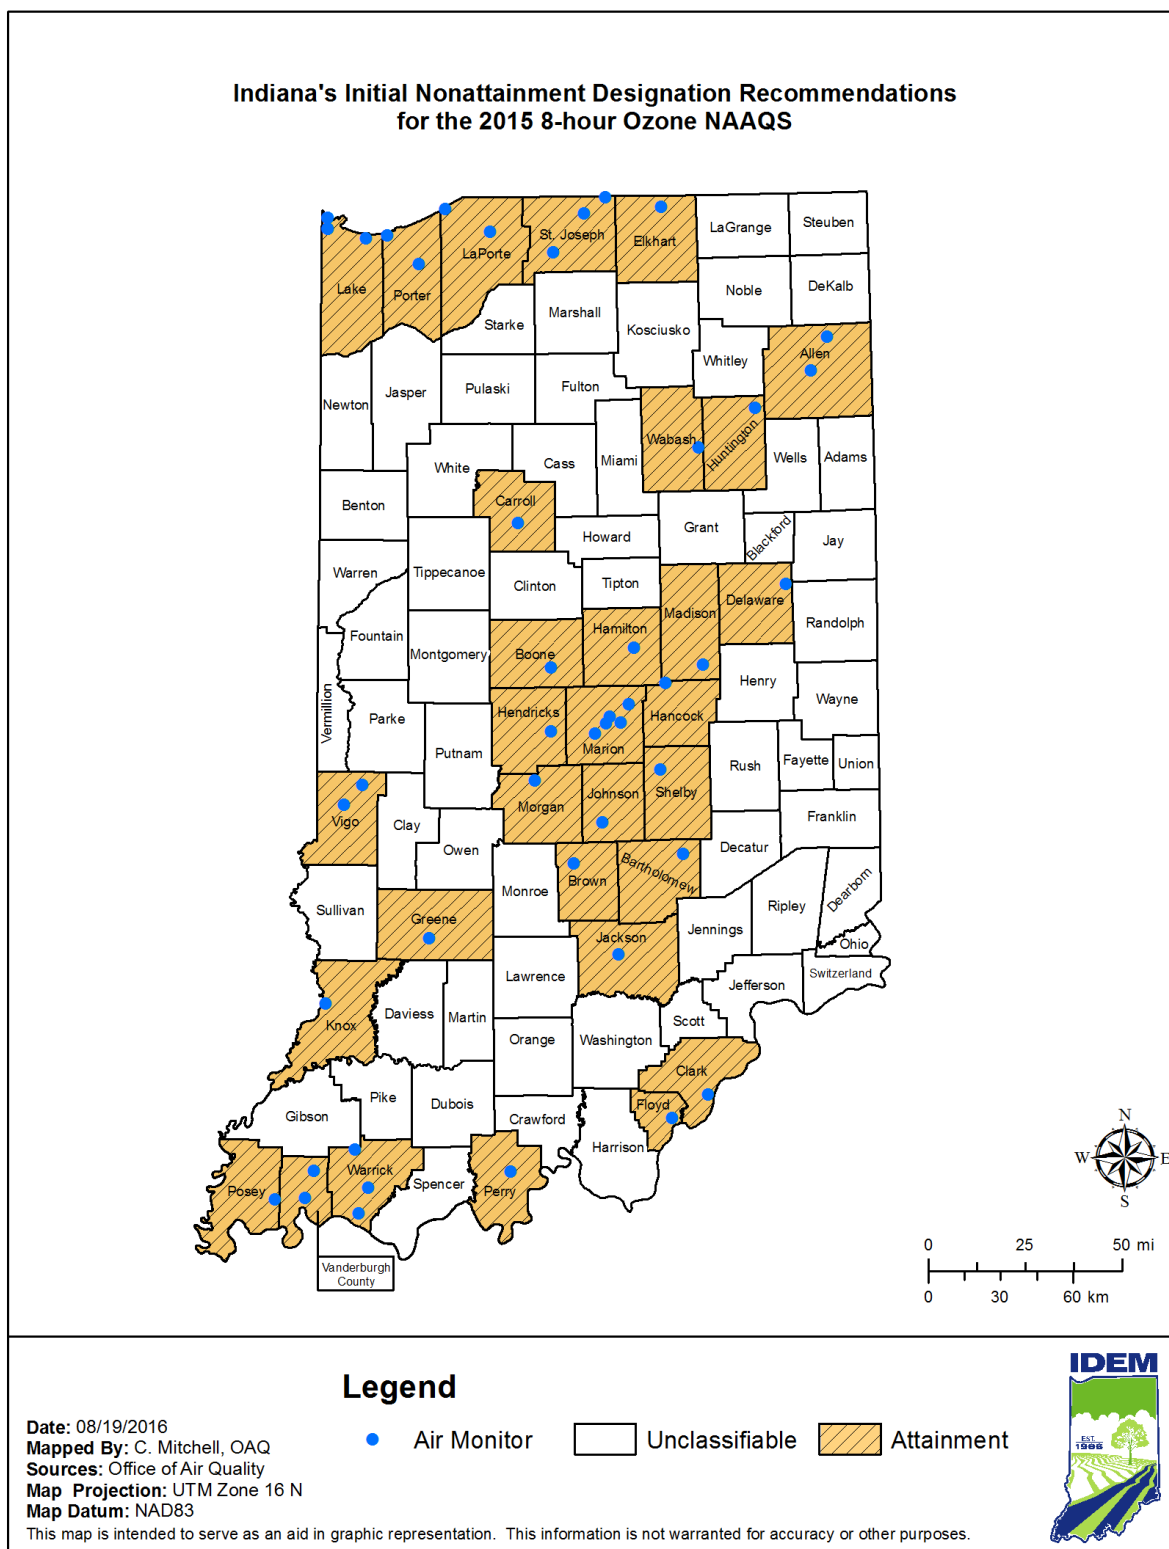 Indiana's Initial Nonattainment Designation Recommendations
for the 2015 8-hour Ozone NAAQS
LaGrange
Steuben
St. Joseph
Elkhart
LaPorte
Lake
Porter
Noble
DeKalb
Starke
Marshall
Kosciusko
Whitley
Allen
Newton
Jasper
Pulaski
Fulton
Wabash
Huntington
White
Cass
Miami
Wells
Adams
Benton
Carroll
Howard
Grant
Blackford
Jay
Warren
Tippecanoe
Clinton
Tipton
Madison
Delaware
Randolph
Fountain
Montgomery
Boone
Hamilton
Henry
Wayne
Vermillion
Parke
Putnam
Hendricks
Marion
Hancock
Rush
Fayette
Union
Vigo
Clay
Owen
Morgan
Johnson
Shelby
Franklin
Decatur
Monroe
Brown
Bartholomew
Sullivan
Greene
Jackson
Jennings
Ripley
Dearborn
Ohio
Switzerland
Jefferson
Lawrence
Knox
Daviess
Martin
Orange
Washington
Scott
Clark
Floyd
Gibson
Pike
Dubois
Crawford
Harrison
Posey
Warrick
Spencer
Perry
Vanderburgh
County
N
W
E
S
0
25
50 mi
0
30
60 km
Legend
Air Monitor
Unclassifiable
Attainment
Date: 08/19/2016
Mapped By: C. Mitchell, OAQ
Sources: Office of Air Quality
Map Projection: UTM Zone 16 N
Map Datum: NAD83
This map is intended to serve as an aid in graphic representation. This information is not warranted for accuracy or other purposes.
IDEM
EST.
1986